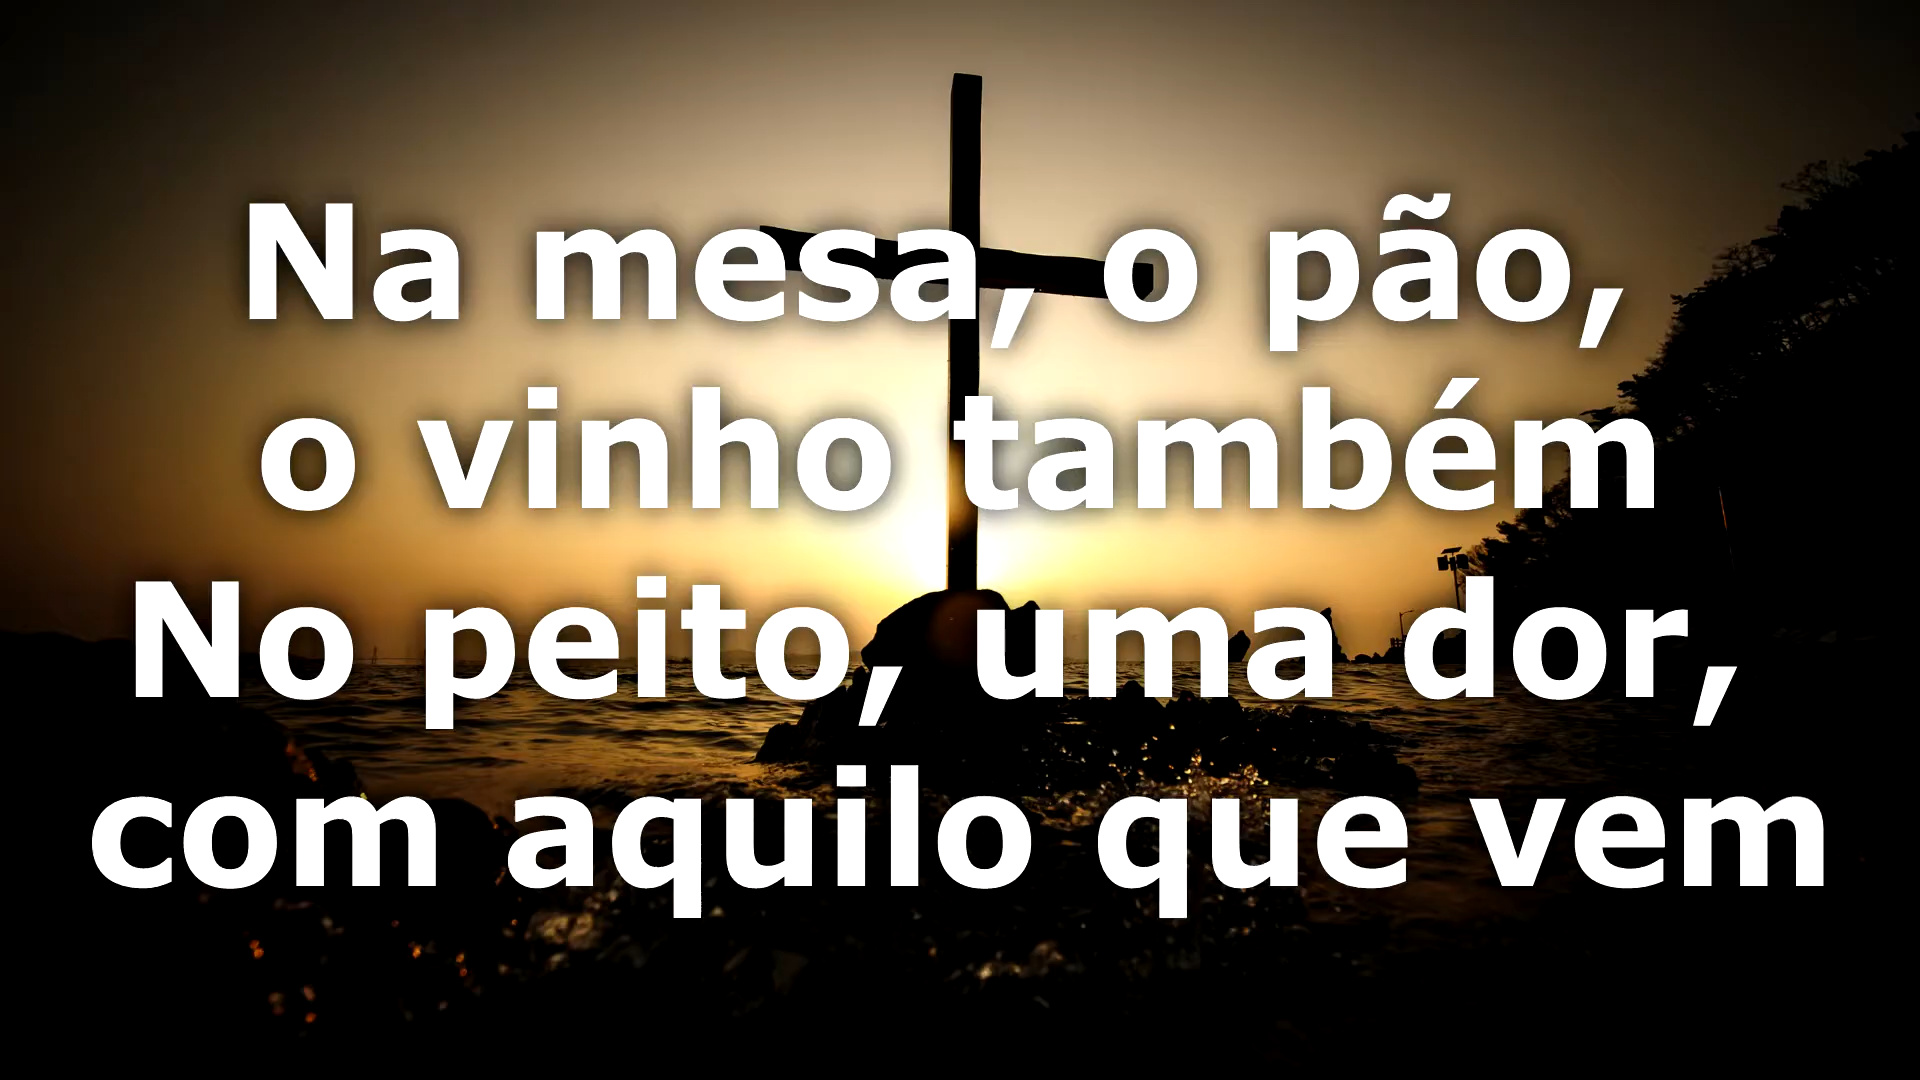 Na mesa, o pão,
o vinho também
No peito, uma dor,
com aquilo que vem